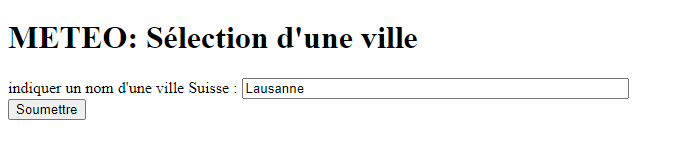 METEO: Sélection d'une ville
indiquer un nom d'une ville Suisse : Lausanne
Soumettre